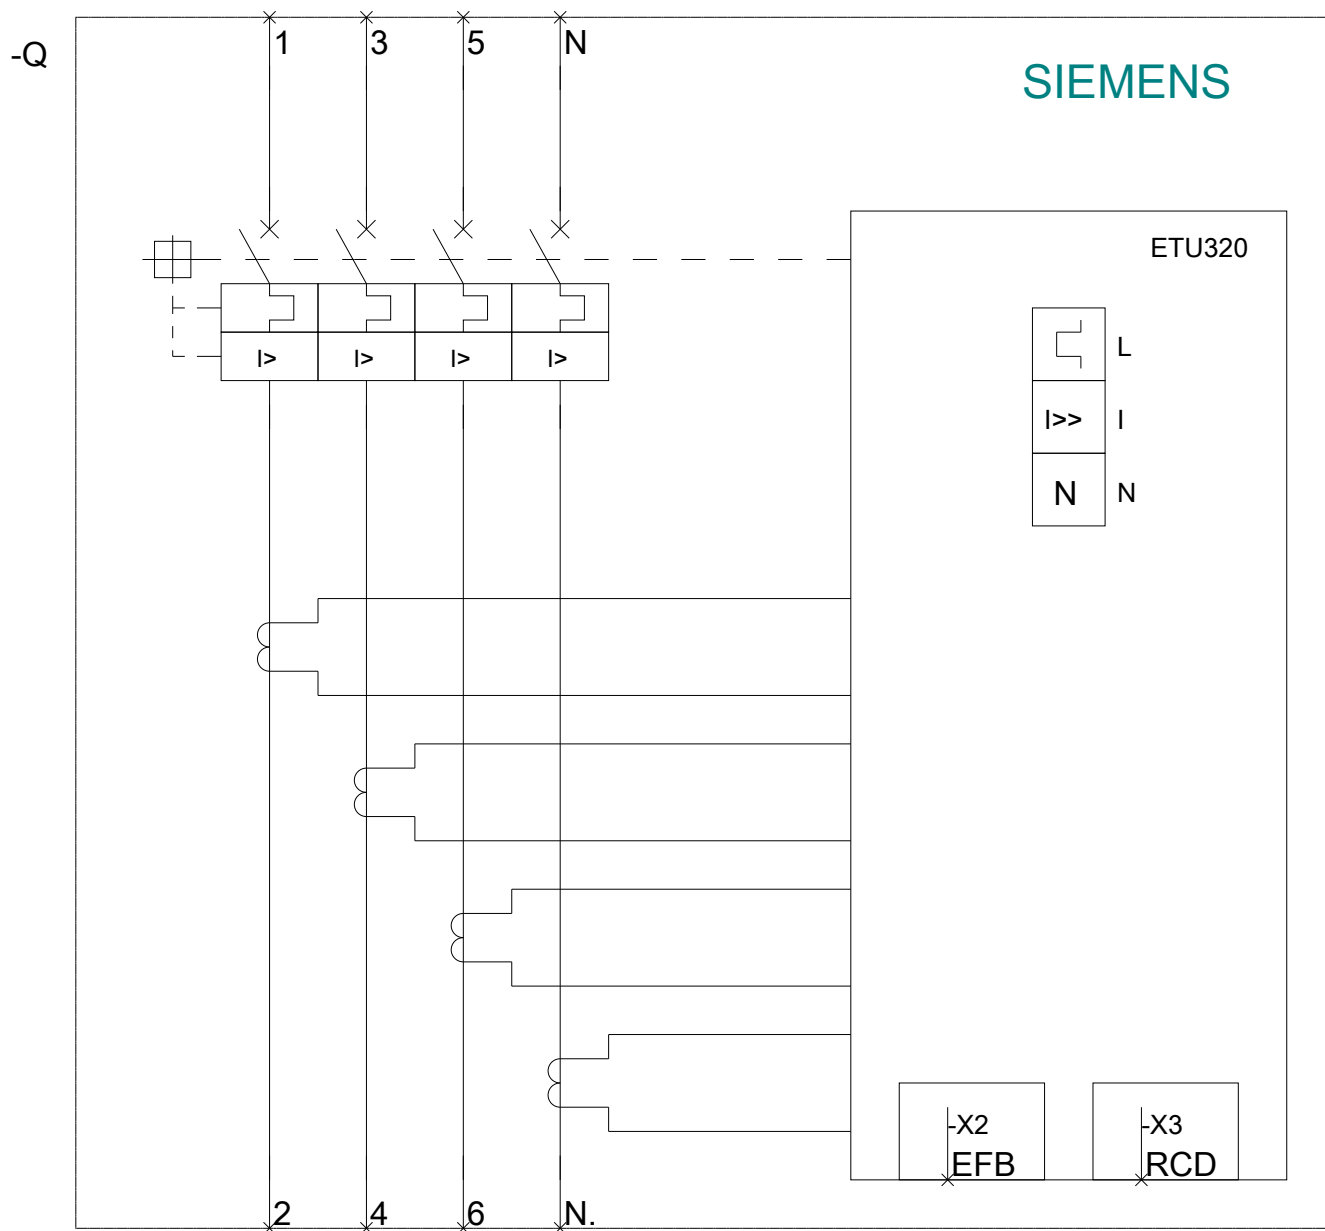 1 3 5 N
-Q
SIEMENS
ETU320
L
I> I> I> I>
I>> I
N N
-X2 -X3
EFB RCD
2 4 6 N.